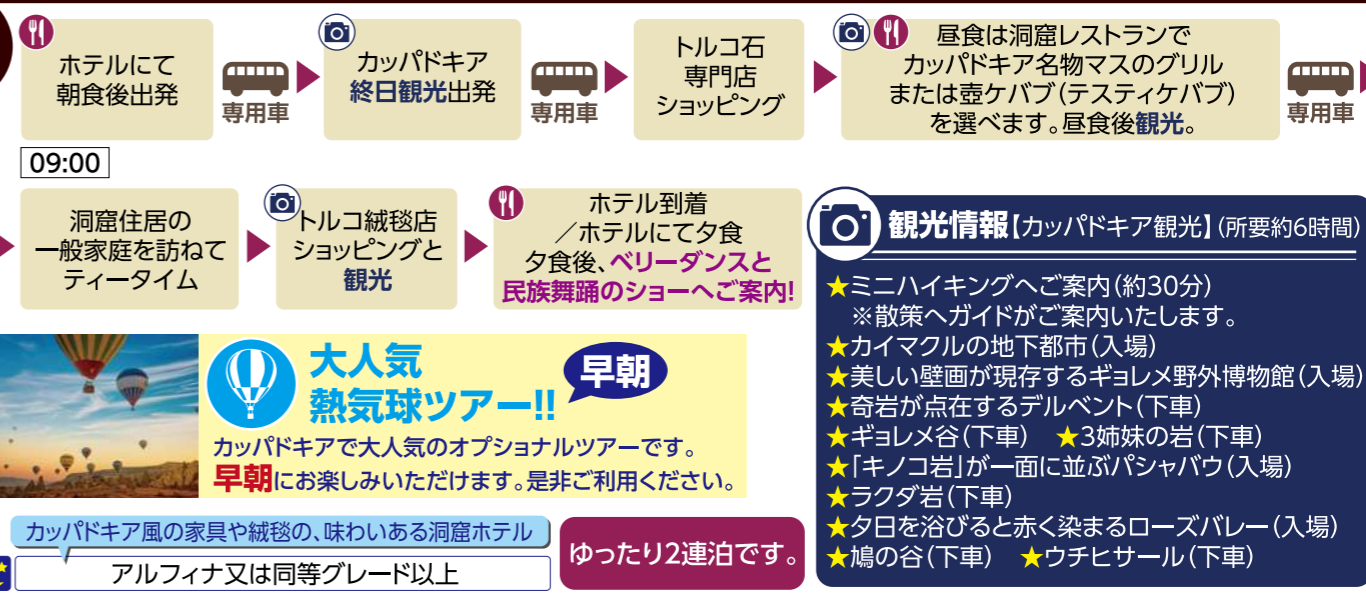 ホテルにて
朝食後出発
専用車
カッパドキア
終日観光出発
専用車
トルコ石
専門店
ショッピング
昼食は洞窟レストランで
カッパドキア名物マスのグリル
または壺ケバブ(テスティケバブ)
を選べます。昼食後観光。
専用車
09:00
洞窟住居の
一般家庭を訪ねて
ティータイム
トルコ絨毯店
ショッピングと
観光
ホテル到着
／ホテルにて夕食
夕食後、ベリーダンスと
民族舞踊のショーへご案内!
大人気
熱気球ツアー!!
早朝
カッパドキアで大人気のオプショナルツアーです。
早朝にお楽しみいただけます。是非ご利用ください。
カッパドキア風の家具や絨毯の、味わいある洞窟ホテル
アルフィナ又は同等グレード以上
ゆったり2連泊です。
観光情報【カッパドキア観光】(所要約6時間)
★ミニハイキングへご案内(約30分)
※散策へガイドがご案内いたします。
★カイマクルの地下都市(入場)
★美しい壁画が現存するギョレメ野外博物館(入場)
★奇岩が点在するデルベント(下車)
★ギョレメ谷(下車) ★3姉妹の岩(下車)
★「キノコ岩」が一面に並ぶパシャバウ(入場)
★ラクダ岩(下車)
★夕日を浴びると赤く染まるローズバレー(入場)
★鳩の谷(下車) ★ウチヒサール(下車)